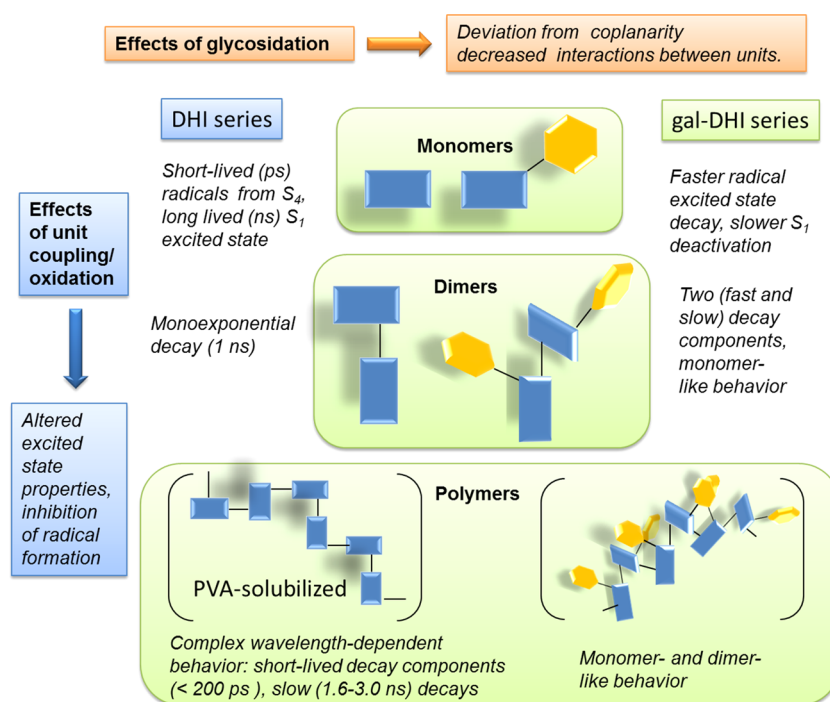 Effects of glycosidation
Deviation from coplanarity
decreased interactions between units.
DHI series
gal-DHI series
Monomers
Short-lived (ps)
radicals from S4,
long lived (ns) S1
excited state
Faster radical
excited state
decay, slower S1
deactivation
Effects
of unit
coupling/
oxidation
Dimers
Monoexponential
decay (1 ns)
Two (fast and
slow) decay
components,
monomer-
like behavior
Altered
excited
state
properties,
inhibition
of radical
formation
Polymers
PVA-solubilized
Complex wavelength-dependent
behavior: short-lived decay components
(< 200 ps ), slow (1.6-3.0 ns) decays
Monomer- and dimer-
like behavior